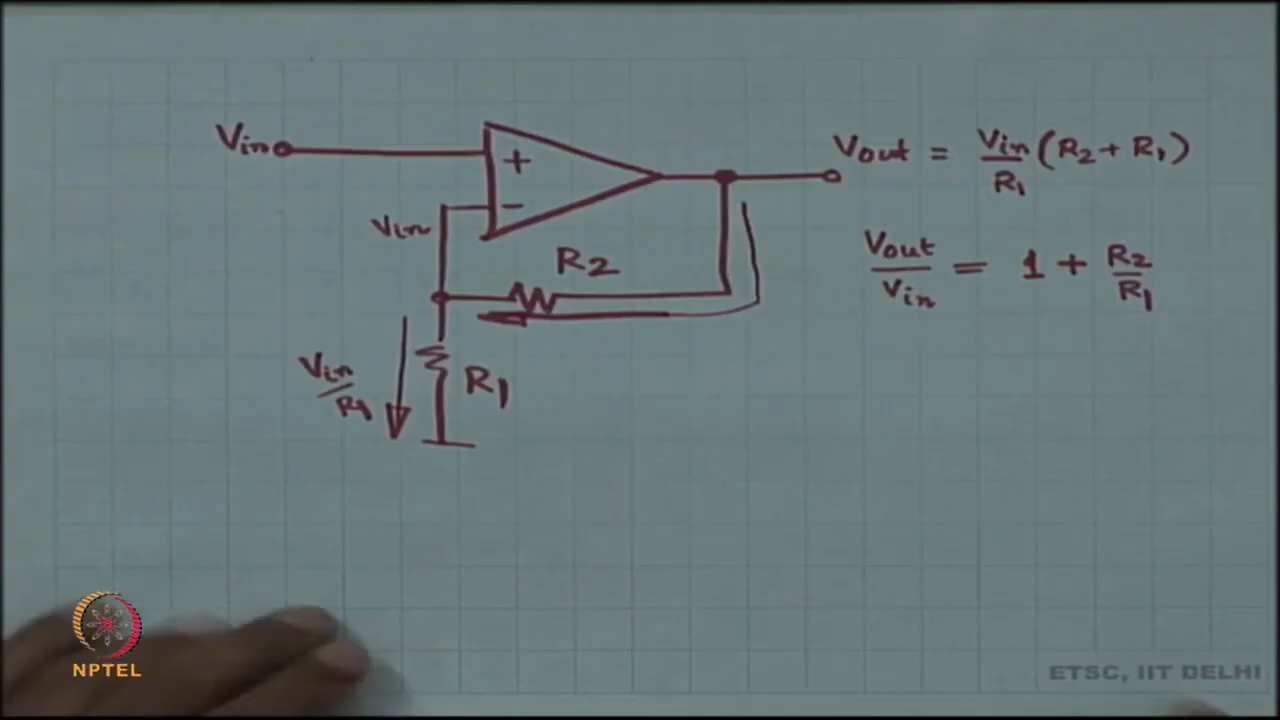 Vin
+
-
Vin
R2
Vin/R1
R1
Vout = Vin/R1 (R2 + R1)
Vout/Vin = 1 + R2/R1
NPTEL
ETSC, IIT DELHI